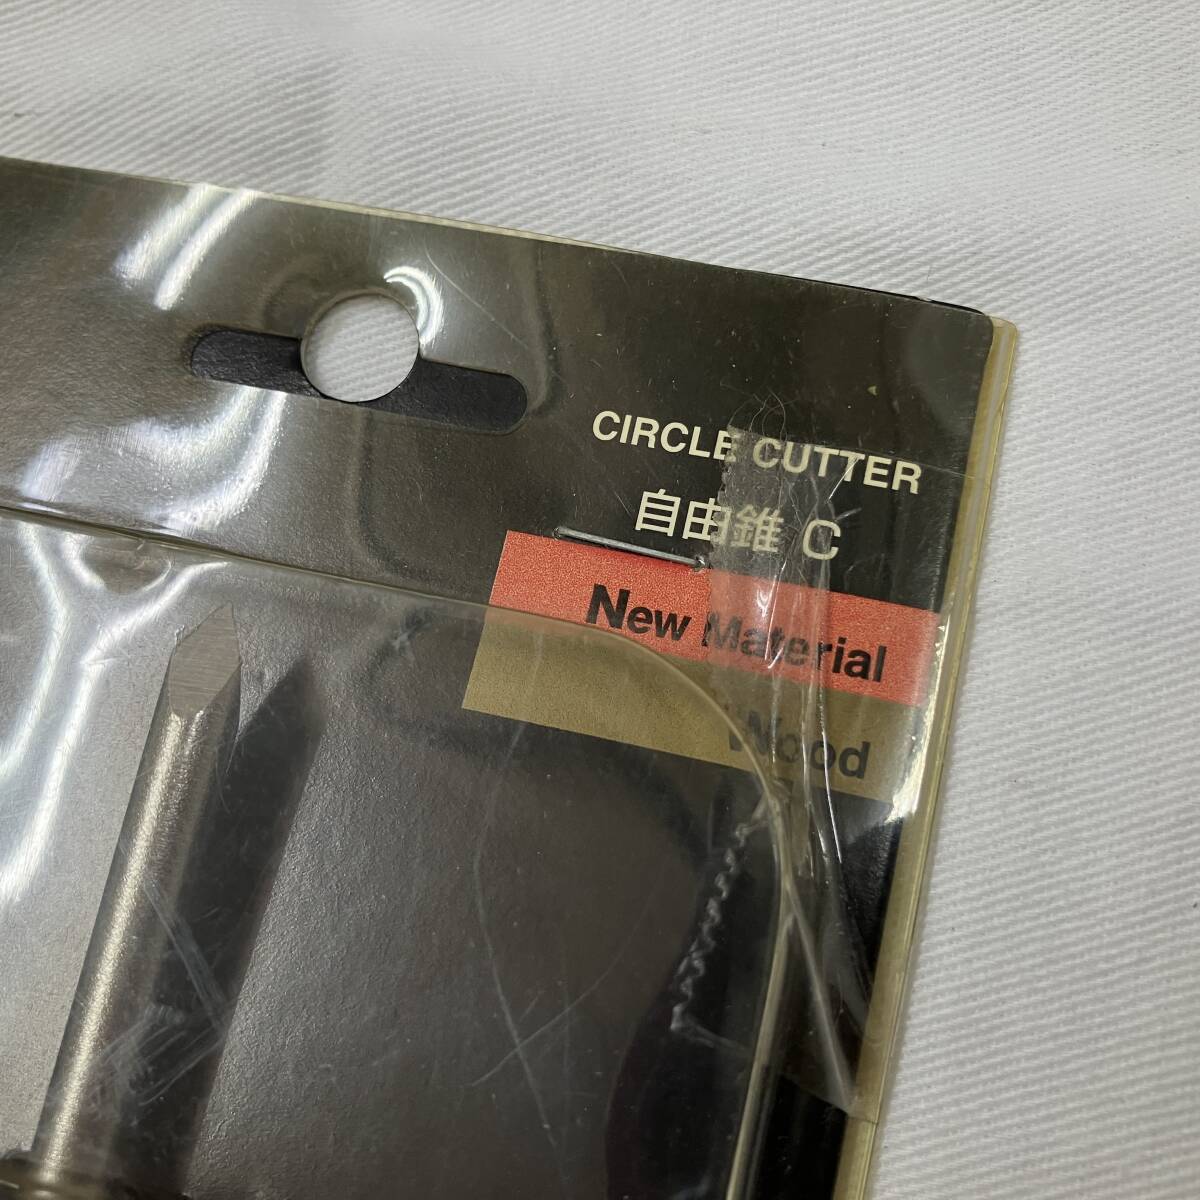 CIRCLE CUTTER
自由錐 C
New Material
Wood